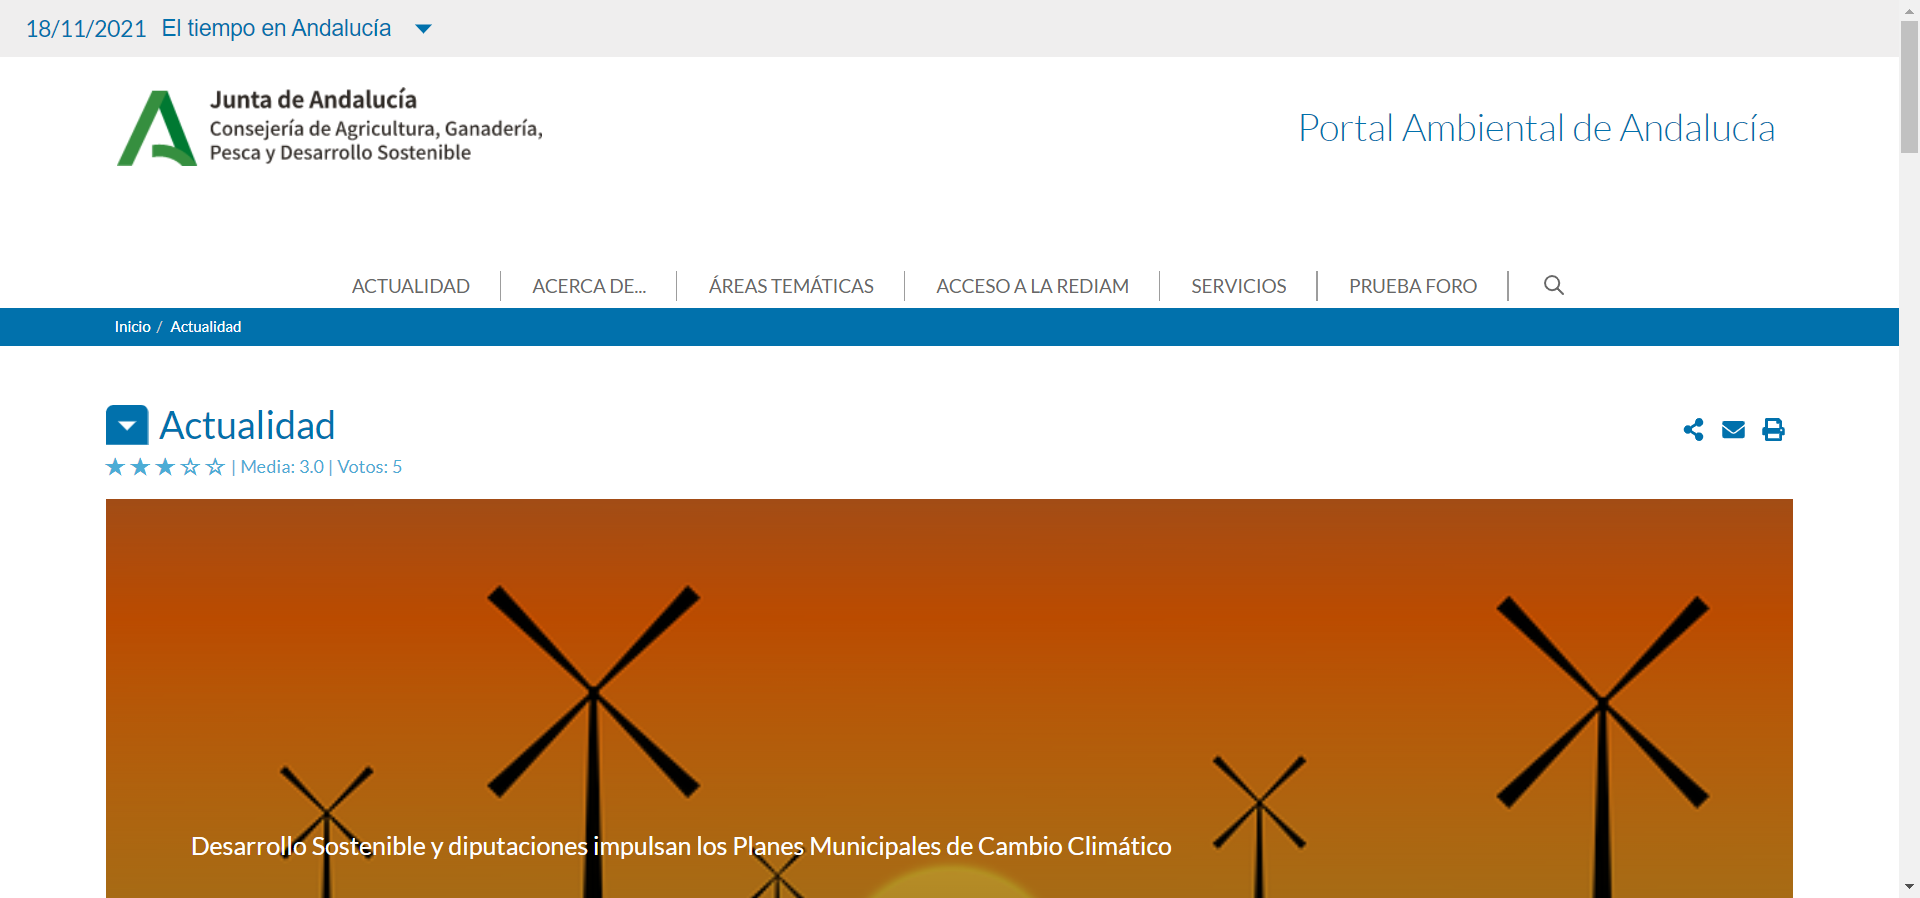 18/11/2021 El tiempo en Andalucía
Junta de Andalucía
Consejería de Agricultura, Ganadería,
Pesca y Desarrollo Sostenible
Portal Ambiental de Andalucía
ACTUALIDAD
ACERCA DE...
ÁREAS TEMÁTICAS
ACCESO A LA REDIAM
SERVICIOS
PRUEBA FORO
Inicio / Actualidad
Actualidad
| Media: 3.0 | Votos: 5
Desarrollo Sostenible y diputaciones impulsan los Planes Municipales de Cambio Climático